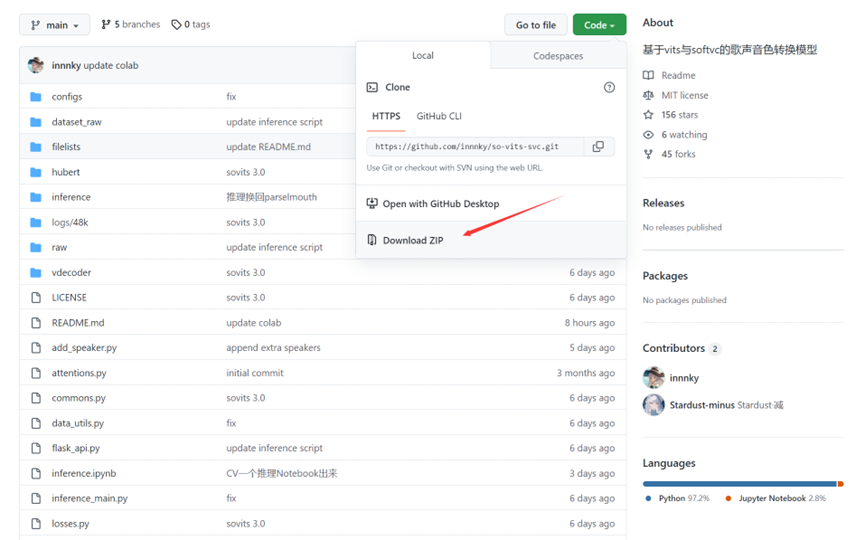 main
5 branches
0 tags
Go to file
Code
innnky update colab
configs fix
dataset_raw update inference script
filelists update README.md
hubert sovits 3.0
inference 推理换回parselmouth
logs/48k sovits 3.0
raw update inference script
vdecoder sovits 3.0 6 days ago
LICENSE sovits 3.0 6 days ago
README.md update colab 8 hours ago
add_speaker.py append extra speakers 5 days ago
attentions.py initial commit 3 months ago
commons.py sovits 3.0 6 days ago
data_utils.py fix 6 days ago
flask_api.py update inference script 6 days ago
inference.ipynb CV一个推理Notebook出来 3 days ago
inference_main.py fix 6 days ago
losses.py sovits 3.0 6 days ago
Local
Codespaces
Clone
HTTPS
GitHub CLI
https://github.com/innnky/so-vits-svc.git
Use Git or checkout with SVN using the web URL.
Open with GitHub Desktop
Download ZIP
About
基于vits与softvc的歌声音色转换模型
Readme
MIT license
156 stars
6 watching
45 forks
Releases
No releases published
Packages
No packages published
Contributors 2
innnky
Stardust-minus Stardust·减
Languages
Python 97.2%
Jupyter Notebook 2.8%